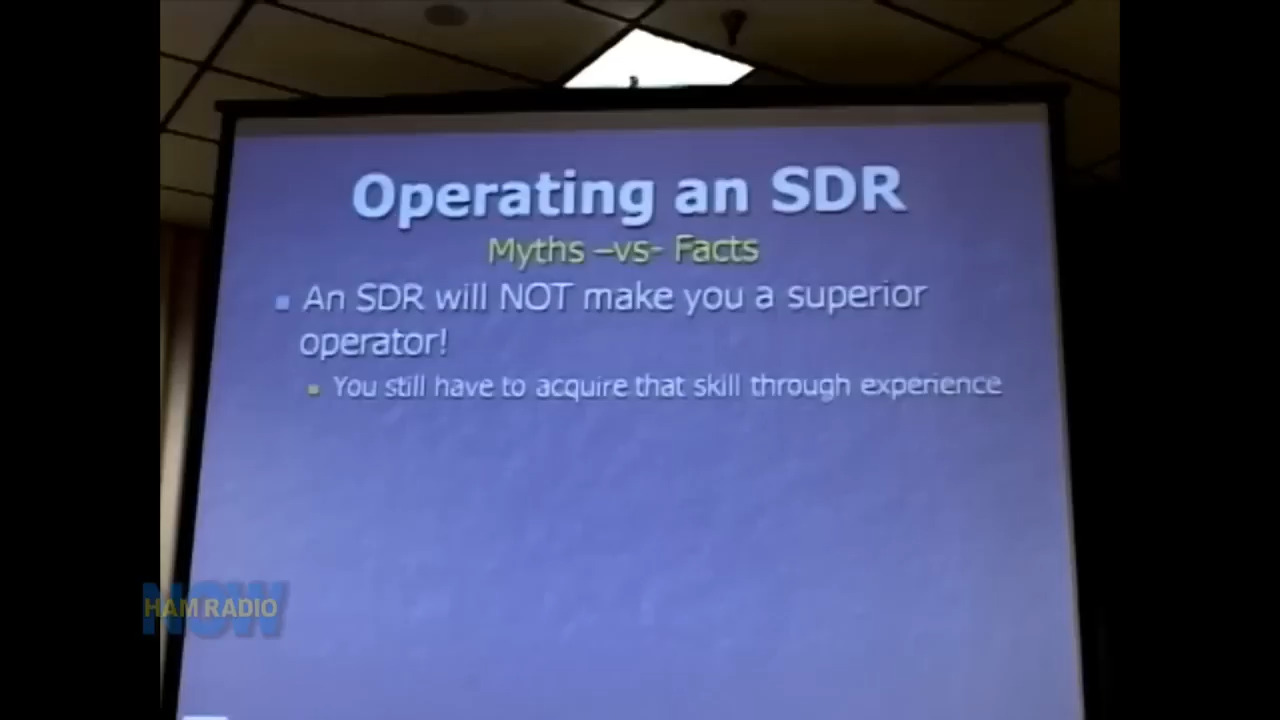 Operating an SDR
Myths –vs- Facts
An SDR will NOT make you a superior
operator!
You still have to acquire that skill through experience
NOW
HAM RADIO